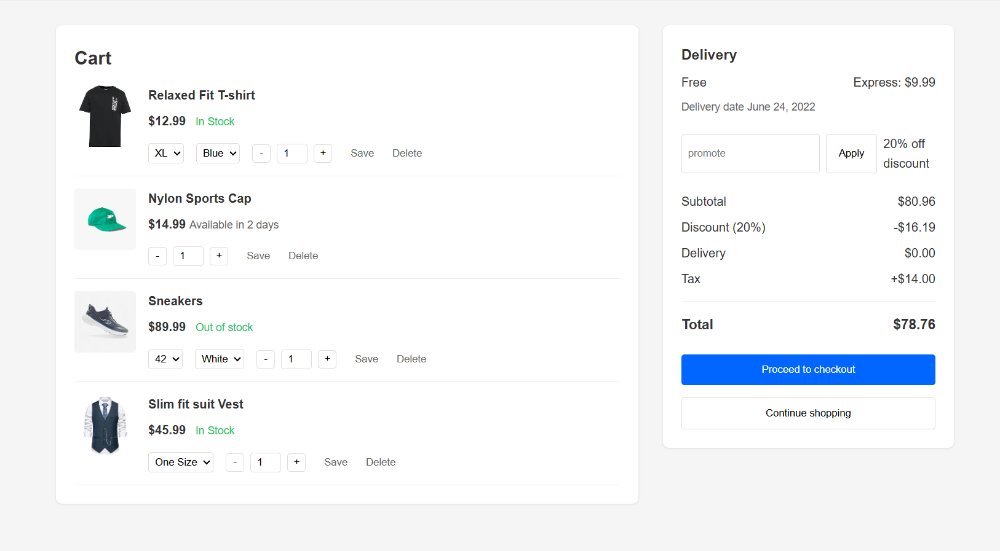 Cart
Relaxed Fit T-shirt
$12.99 In Stock
XL Blue - 1 + Save Delete
Nylon Sports Cap
$14.99 Available in 2 days
- 1 + Save Delete
Sneakers
$89.99 Out of stock
42 White - 1 + Save Delete
Slim fit suit Vest
$45.99 In Stock
One Size - 1 + Save Delete
Delivery
Free Express: $9.99
Delivery date June 24, 2022
promote Apply 20% off
discount
Subtotal $80.96
Discount (20%) -$16.19
Delivery $0.00
Tax +$14.00
Total $78.76
Proceed to checkout
Continue shopping